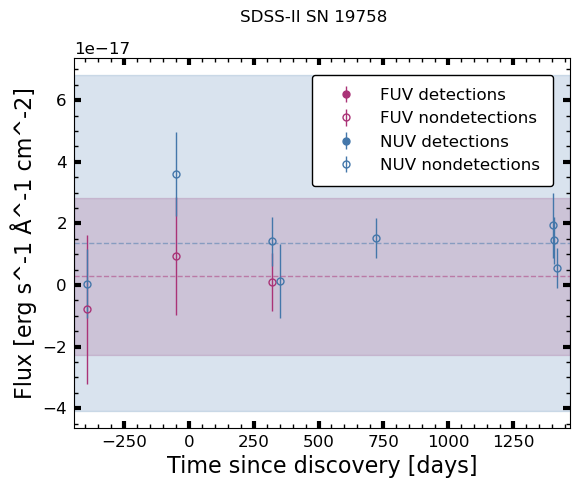 SDSS-II SN 19758
1e−17
FUV detections
FUV nondetections
NUV detections
NUV nondetections
6
4
2
0
−2
−4
Flux [erg s^-1 Å^-1 cm^-2]
−250
0
250
500
750
1000
1250
Time since discovery [days]